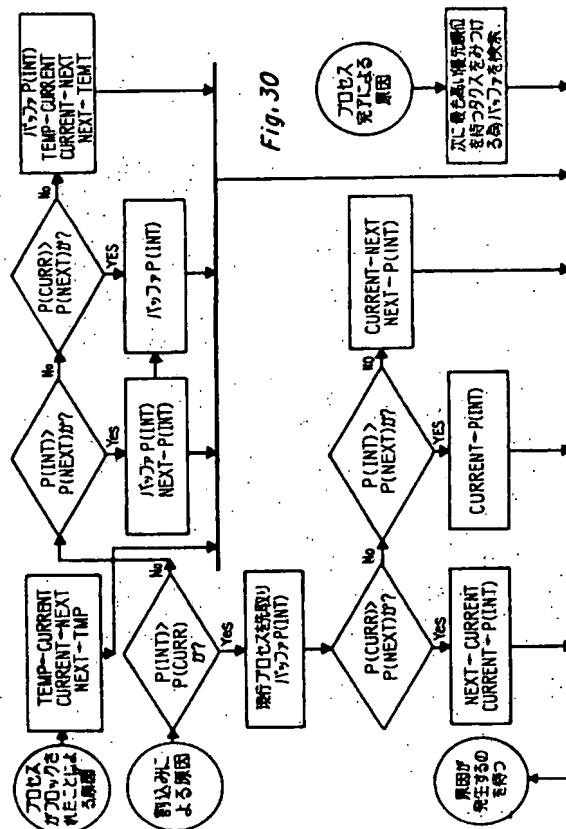 プロセス
がブロックさ
れたことによ
る原因
TEMP-CURRENT
CURRENT-NEXT
NEXT-TMP
割込みに
よる原因
P(INT)>
P(CURR)
か?
No
Yes
現行プロセスを先取り
バッファP(INT)
P(INT)>
P(NEXT)か?
No
Yes
バッファP(INT)
NEXT-P(INT)
P(CURR)>
P(NEXT)か?
No
YES
バッファP(INT)
バッファP(INT)
TEMP-CURRENT
CURRENT-NEXT
NEXT-TEMT
Fig.30
P(CURR)>
P(NEXT)か?
No
Yes
NEXT-CURRENT
CURRENT-P(INT)
P(INT)>
P(NEXT)か?
NO
YES
CURRENT-P(INT)
CURRENT-NEXT
NEXT-P(INT)
プロセス
完了による
原因
次に最も高い優先順位
を持つタクスをみつけ
る為バッファを検索.
原因が
発生するの
を待つ